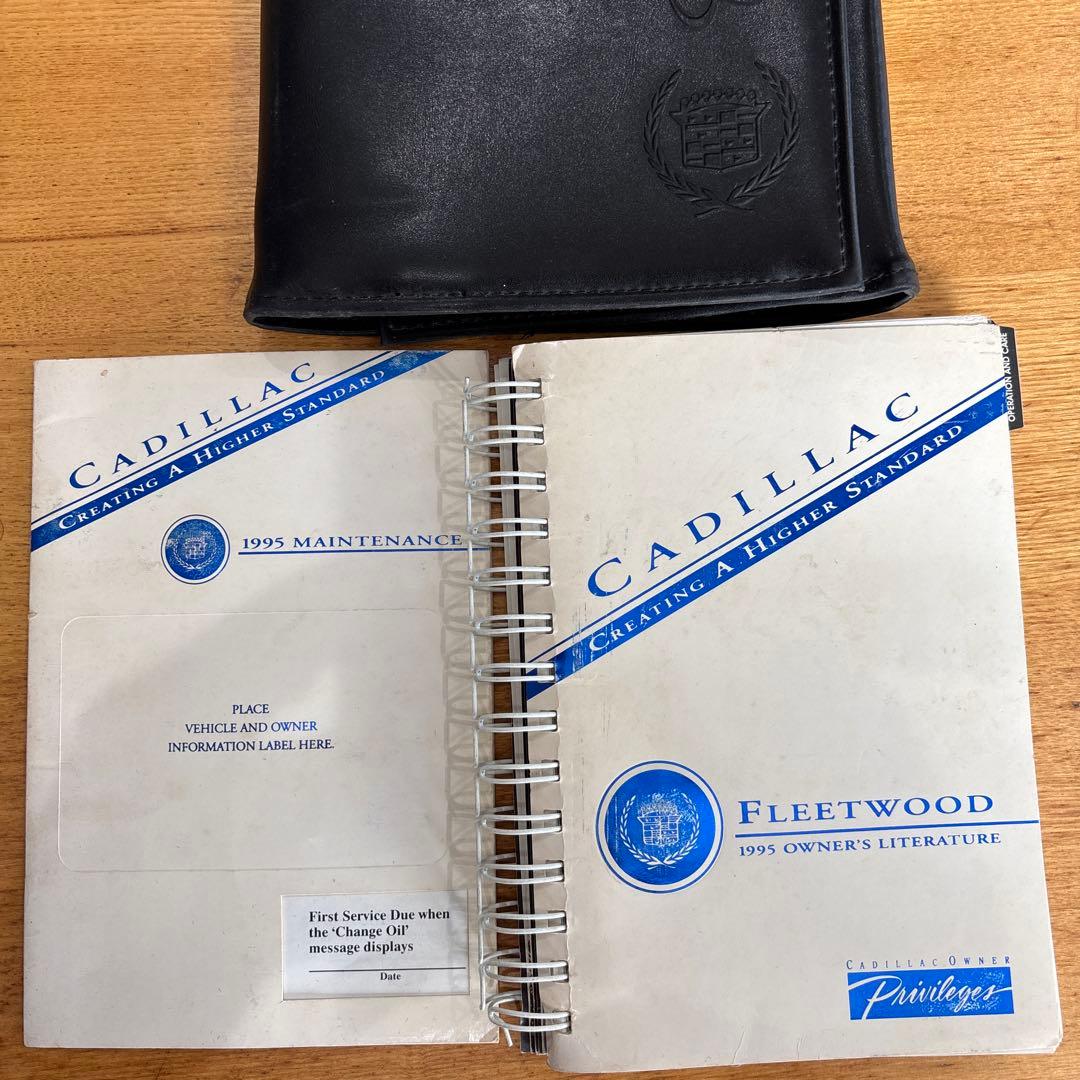 CADILLAC
CREATING A HIGHER STANDARD
1995 MAINTENANCE
PLACE
VEHICLE AND OWNER
INFORMATION LABEL HERE.
First Service Due when
the ‘Change Oil’
message displays
Date
OPERATION AND CARE
CADILLAC
CREATING A HIGHER STANDARD
FLEETWOOD
1995 OWNER'S LITERATURE
CADILLAC OWNER
Privileges